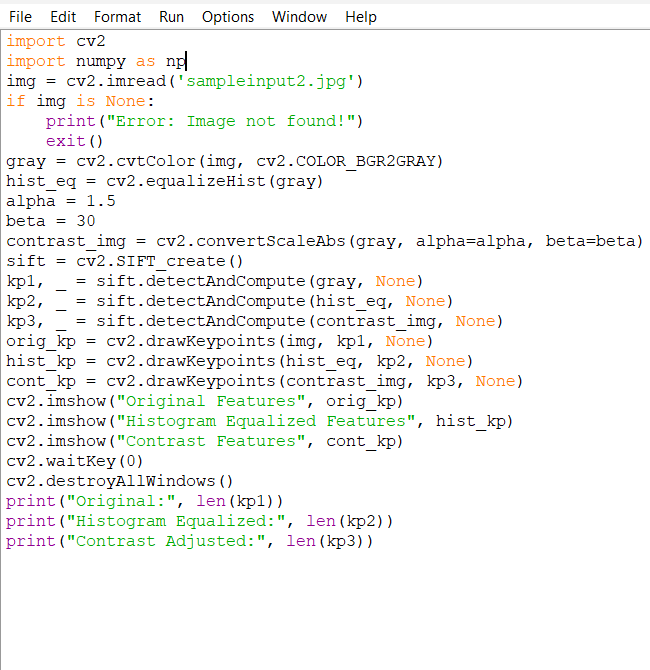 File Edit Format Run Options Window Help
import cv2
import numpy as np
img = cv2.imread('sampleinput2.jpg')
if img is None:
    print("Error: Image not found!")
    exit()
gray = cv2.cvtColor(img, cv2.COLOR_BGR2GRAY)
hist_eq = cv2.equalizeHist(gray)
alpha = 1.5
beta = 30
contrast_img = cv2.convertScaleAbs(gray, alpha=alpha, beta=beta)
sift = cv2.SIFT_create()
kp1, _ = sift.detectAndCompute(gray, None)
kp2, _ = sift.detectAndCompute(hist_eq, None)
kp3, _ = sift.detectAndCompute(contrast_img, None)
orig_kp = cv2.drawKeypoints(img, kp1, None)
hist_kp = cv2.drawKeypoints(hist_eq, kp2, None)
cont_kp = cv2.drawKeypoints(contrast_img, kp3, None)
cv2.imshow("Original Features", orig_kp)
cv2.imshow("Histogram Equalized Features", hist_kp)
cv2.imshow("Contrast Features", cont_kp)
cv2.waitKey(0)
cv2.destroyAllWindows()
print("Original:", len(kp1))
print("Histogram Equalized:", len(kp2))
print("Contrast Adjusted:", len(kp3))